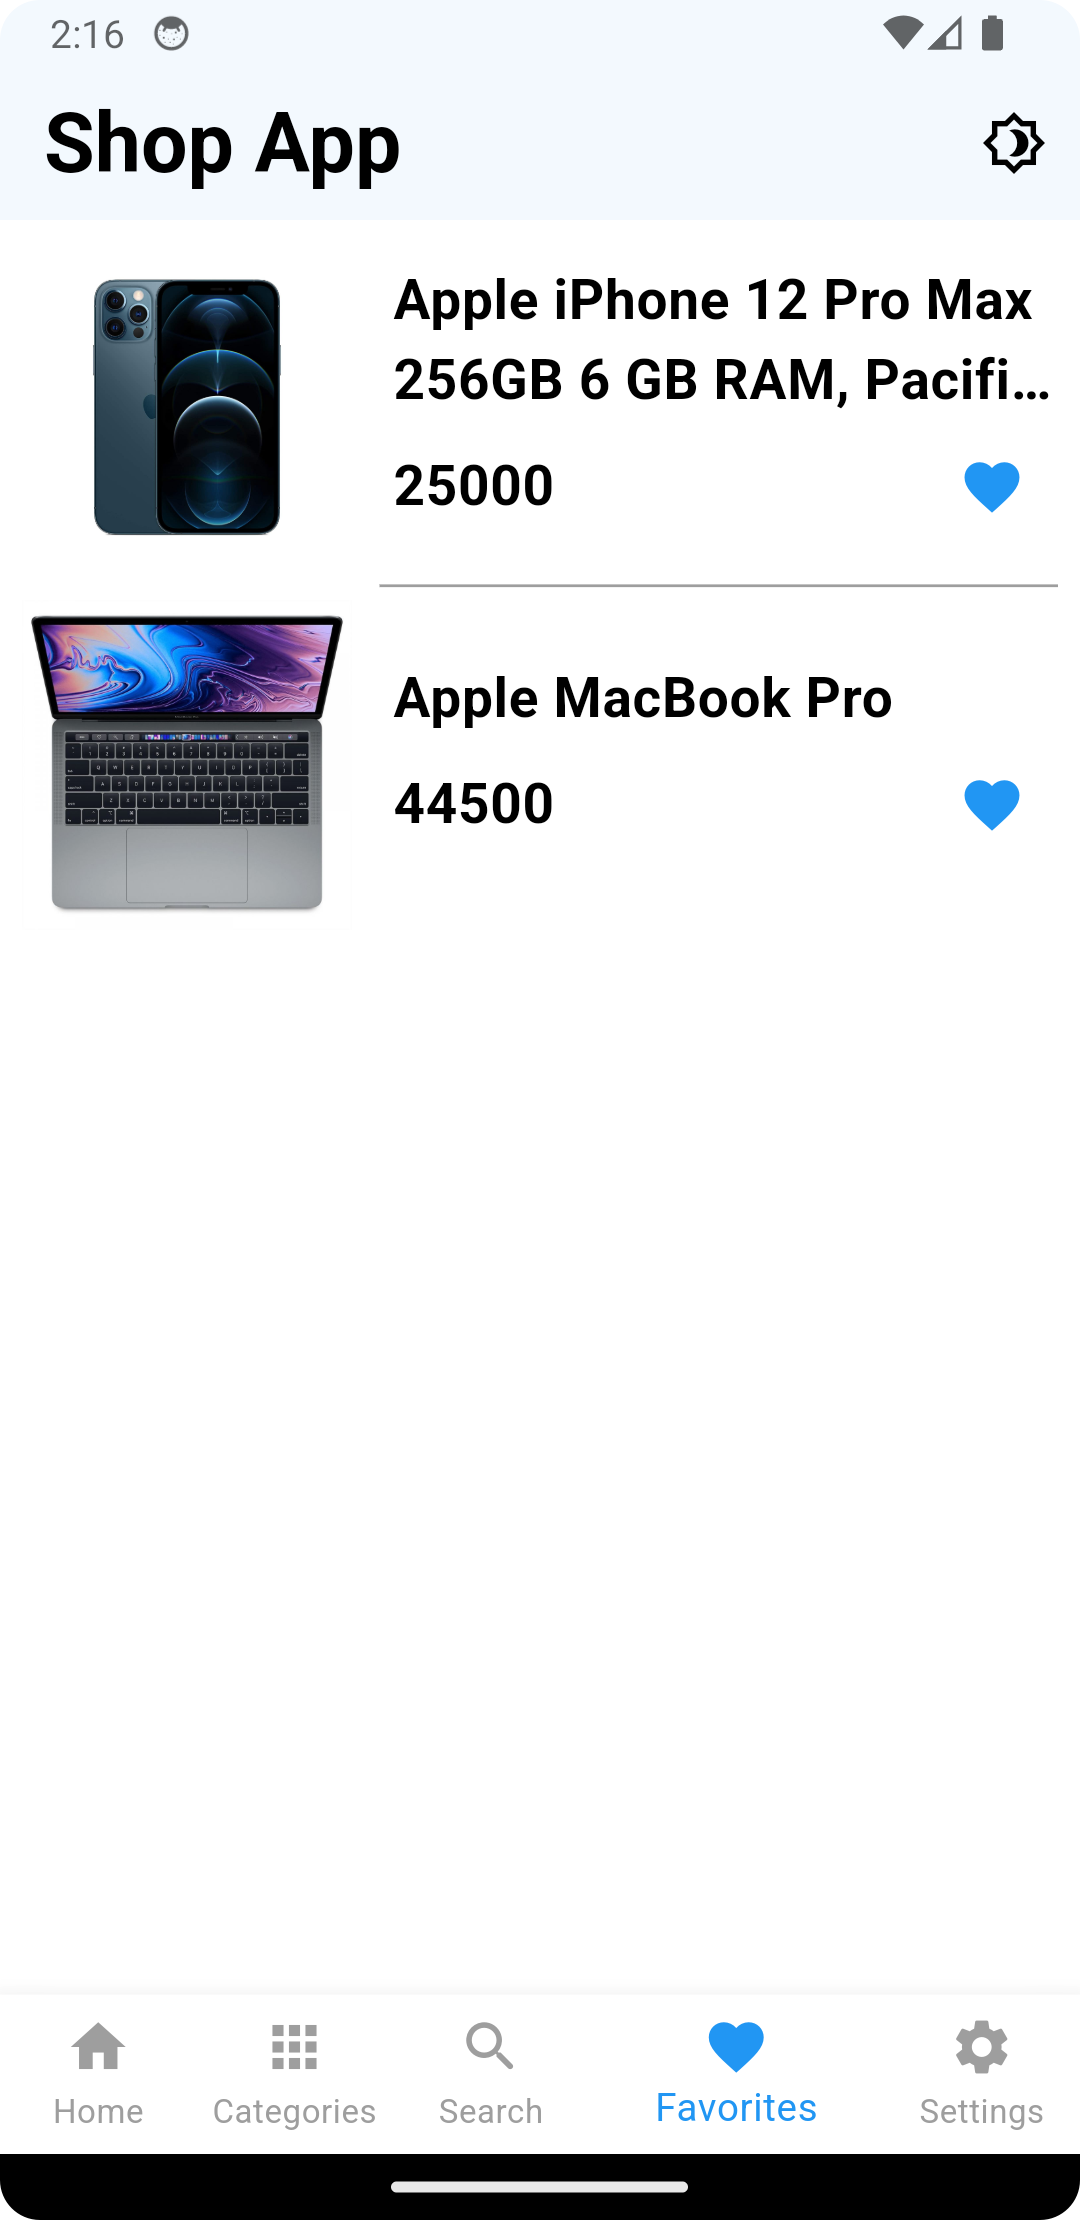 2:16
Shop App
Apple iPhone 12 Pro Max
256GB 6 GB RAM, Pacifi…
25000
Apple MacBook Pro
44500
Home
Categories
Search
Favorites
Settings